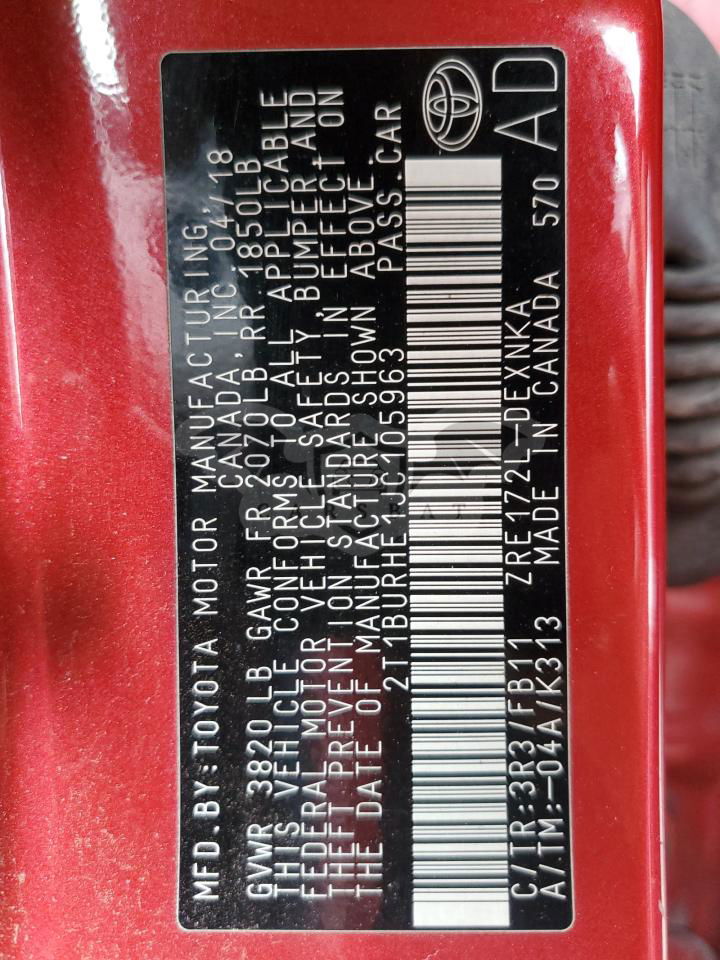 MFD.BY:TOYOTA MOTOR MANUFACTURING,
CANADA, INC. 04/18
GVWR 3820 LB GAWR FR 2070LB, RR 1850LB
THIS VEHICLE CONFORMS TO ALL APPLICABLE
FEDERAL MOTOR VEHICLE SAFETY, BUMPER, AND
THEFT PREVENTION STANDARDS IN EFFECT ON
THE DATE OF MANUFACTURE SHOWN ABOVE.
2T1BURHE1JC105963 PASS.CAR
C/TR:3R3/FB11 ZRE172L-DEXNKA 570
A/TM:-04A/K313 MADE IN CANADA
AD